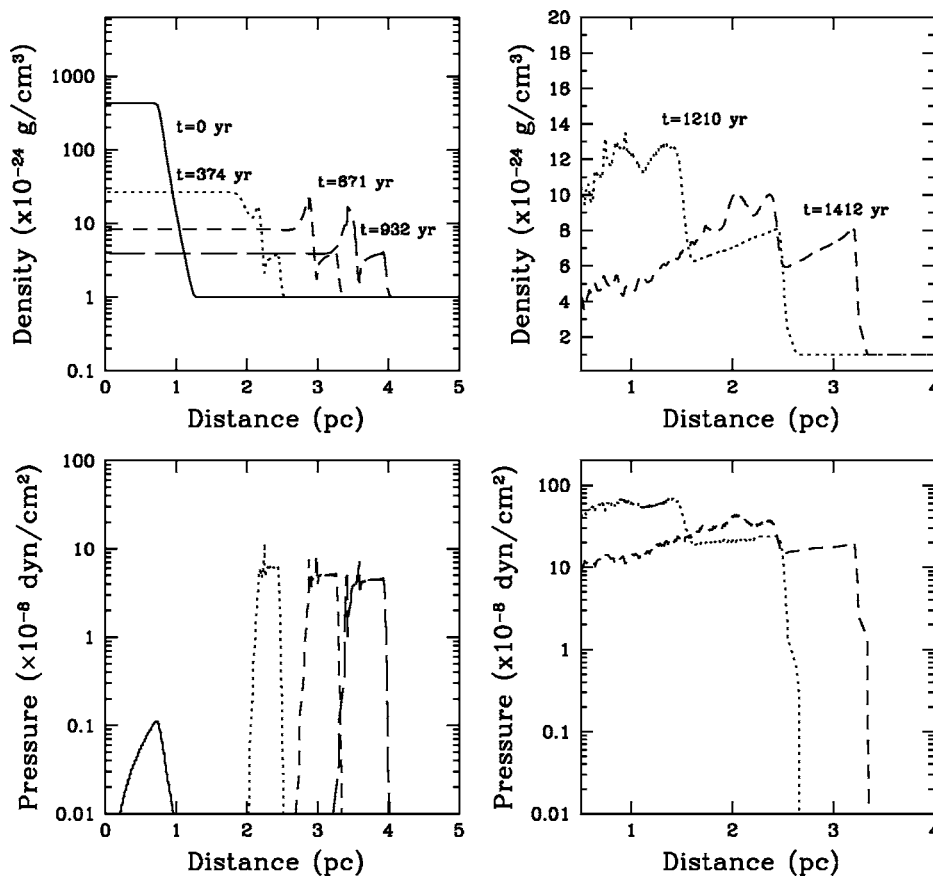 Density (x10⁻²⁴ g/cm³)
1000
100
10
1
0.1
t=0 yr
t=374 yr
t=671 yr
t=932 yr
0 1 2 3 4 5
Distance (pc)
Density (x10⁻²⁴ g/cm³)
20
18
16
14
12
10
8
6
4
2
t=1210 yr
t=1412 yr
1 2 3 4
Distance (pc)
Pressure (×10⁻⁸ dyn/cm²)
100
10
1
0.1
0.01
0 1 2 3 4 5
Distance (pc)
Pressure (x10⁻⁸ dyn/cm²)
100
10
1
0.1
0.01
1 2 3 4
Distance (pc)